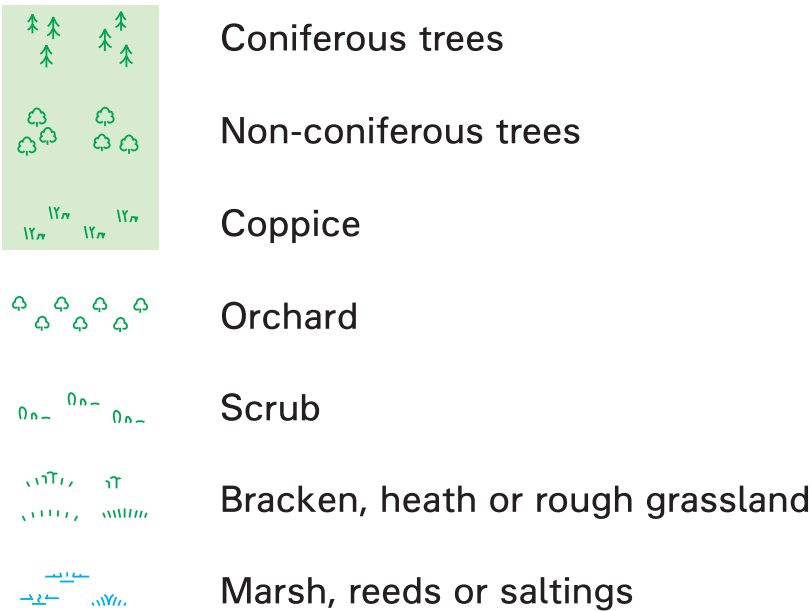 Coniferous trees
Non-coniferous trees
Coppice
Orchard
Scrub
Bracken, heath or rough grassland
Marsh, reeds or saltings